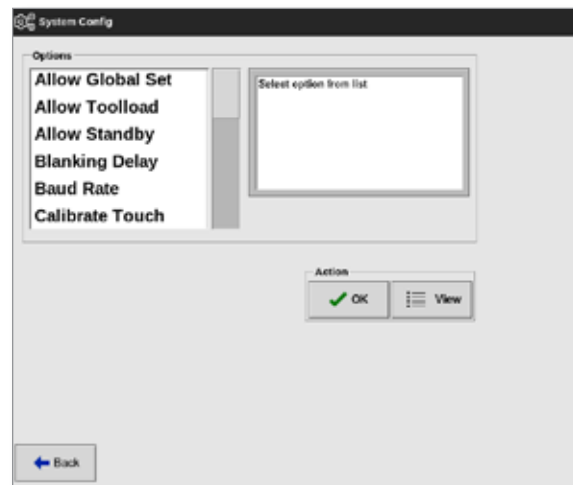 System Config
Options
Allow Global Set
Allow Toolload
Allow Standby
Blanking Delay
Baud Rate
Calibrate Touch
Select option from list
Action
OK
View
Back